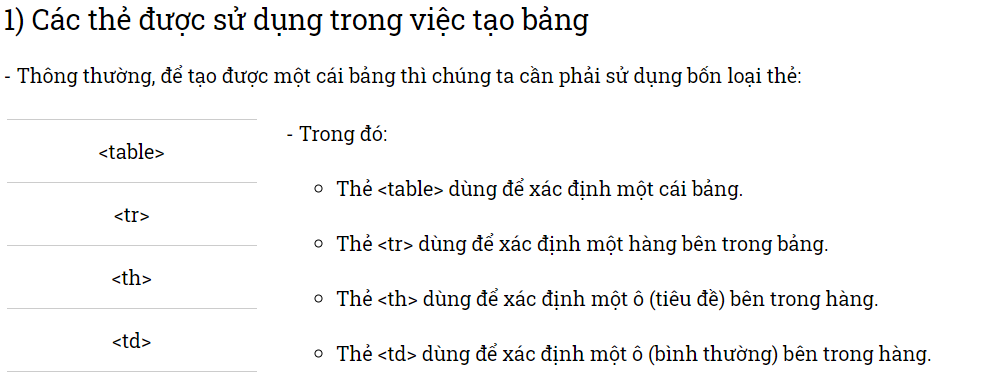 1) Các thẻ được sử dụng trong việc tạo bảng
- Thông thường, để tạo được một cái bảng thì chúng ta cần phải sử dụng bốn loại thẻ:
<table>
<tr>
<th>
<td>
- Trong đó:
○ Thẻ <table> dùng để xác định một cái bảng.
○ Thẻ <tr> dùng để xác định một hàng bên trong bảng.
○ Thẻ <th> dùng để xác định một ô (tiêu đề) bên trong hàng.
○ Thẻ <td> dùng để xác định một ô (bình thường) bên trong hàng.